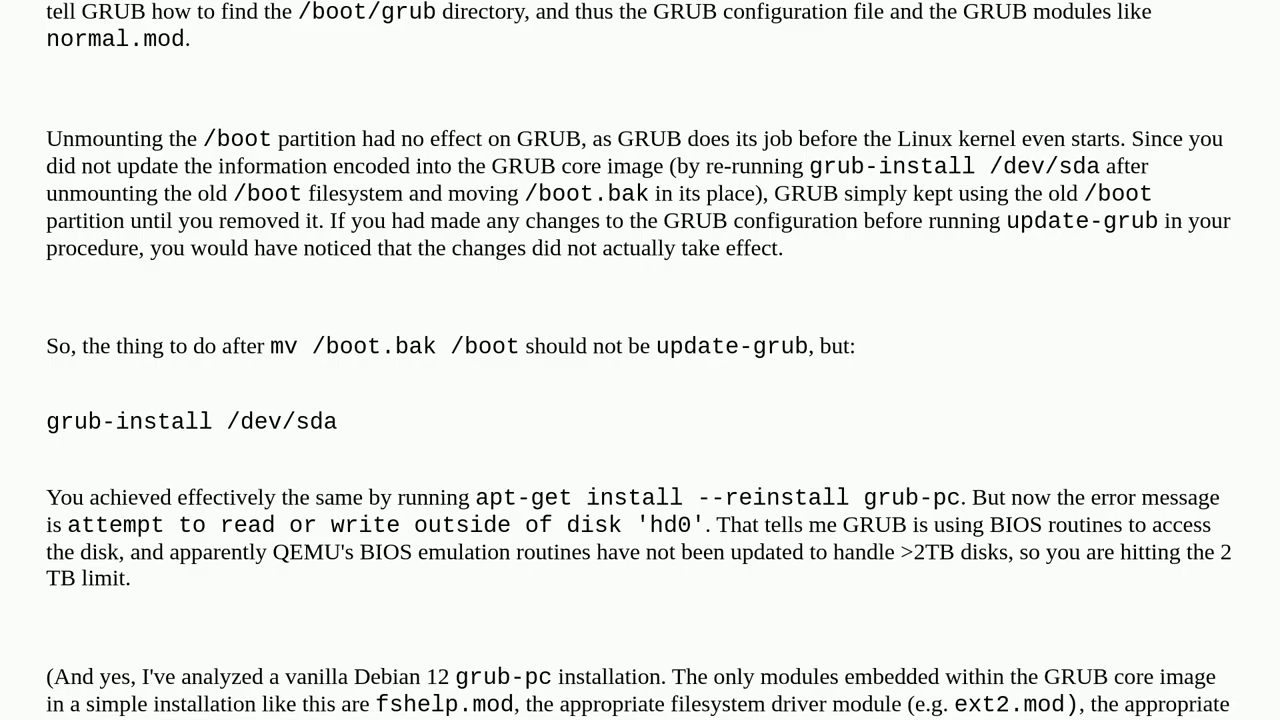 tell GRUB how to find the /boot/grub directory, and thus the GRUB configuration file and the GRUB modules like
normal.mod.
Unmounting the /boot partition had no effect on GRUB, as GRUB does its job before the Linux kernel even starts. Since you
did not update the information encoded into the GRUB core image (by re-running grub-install /dev/sda after
unmounting the old /boot filesystem and moving /boot.bak in its place), GRUB simply kept using the old /boot
partition until you removed it. If you had made any changes to the GRUB configuration before running update-grub in your
procedure, you would have noticed that the changes did not actually take effect.
So, the thing to do after mv /boot.bak /boot should not be update-grub, but:
grub-install /dev/sda
You achieved effectively the same by running apt-get install --reinstall grub-pc. But now the error message
is attempt to read or write outside of disk 'hd0'. That tells me GRUB is using BIOS routines to access
the disk, and apparently QEMU's BIOS emulation routines have not been updated to handle >2TB disks, so you are hitting the 2
TB limit.
(And yes, I've analyzed a vanilla Debian 12 grub-pc installation. The only modules embedded within the GRUB core image
in a simple installation like this are fshelp.mod, the appropriate filesystem driver module (e.g. ext2.mod), the appropriate